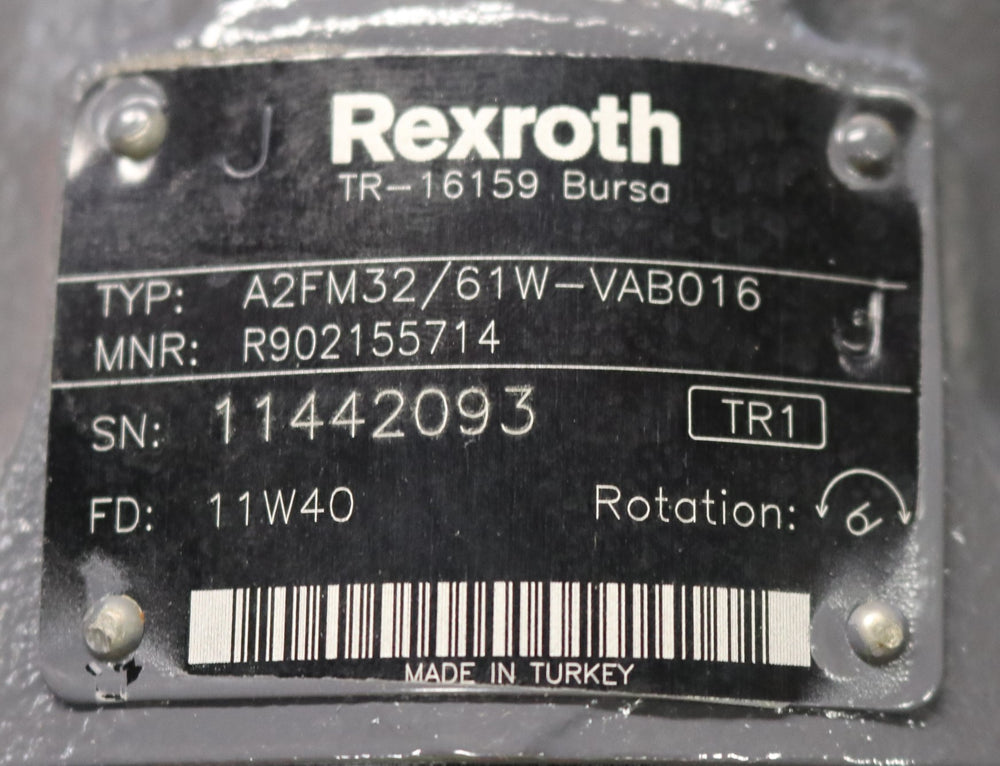 J
Rexroth
TR-16159 Bursa
TYP: A2FM32/61W-VAB016
MNR: R902155714
J
SN: 11442093 TR1
FD: 11W40 Rotation:
MADE IN TURKEY